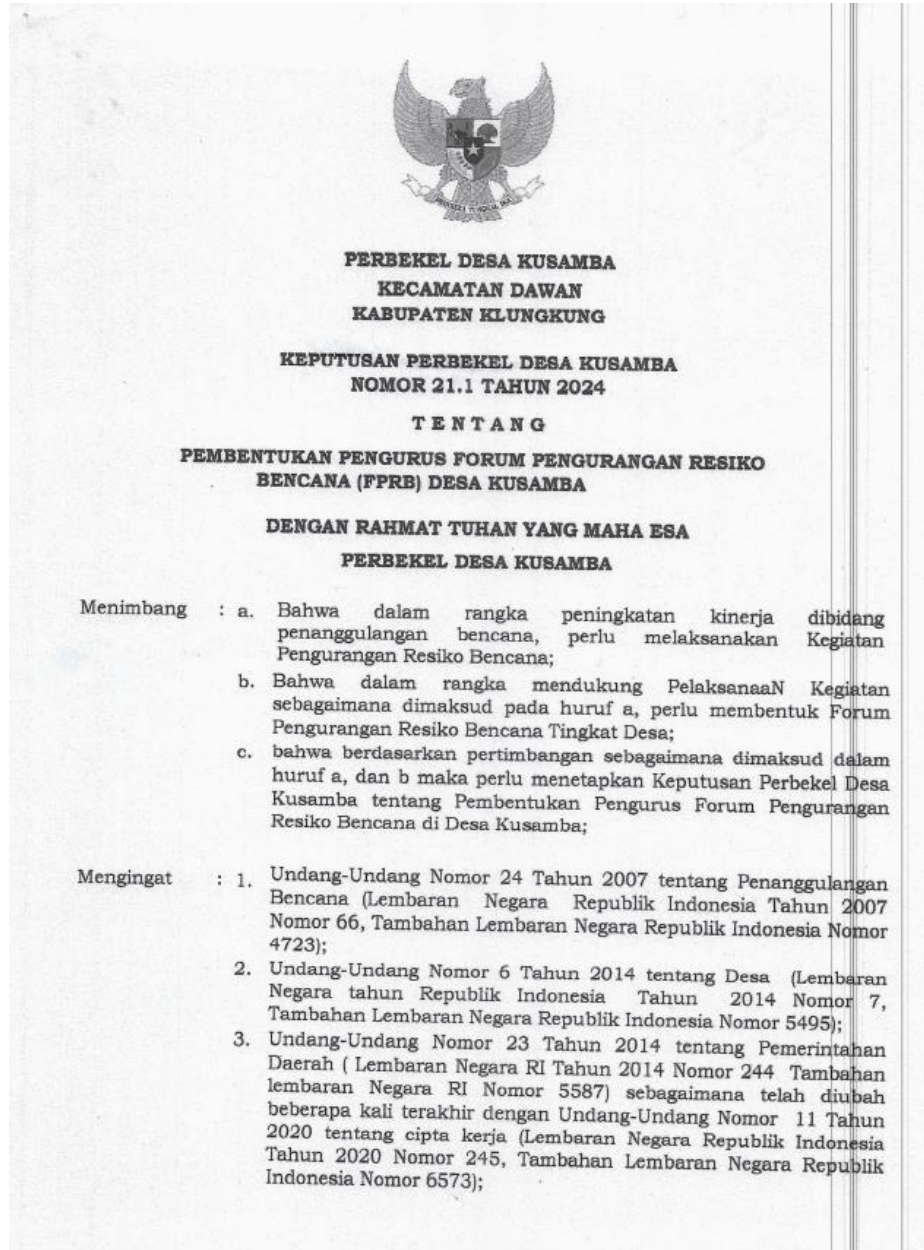 PERBEKEL DESA KUSAMBA
KECAMATAN DAWAN
KABUPATEN KLUNGKUNG
KEPUTUSAN PERBEKEL DESA KUSAMBA
NOMOR 21.1 TAHUN 2024
T E N T A N G
PEMBENTUKAN PENGURUS FORUM PENGURANGAN RESIKO
BENCANA (FPRB) DESA KUSAMBA
DENGAN RAHMAT TUHAN YANG MAHA ESA
PERBEKEL DESA KUSAMBA
Menimbang : a. Bahwa dalam rangka peningkatan kinerja dibidang
penanggulangan bencana, perlu melaksanakan Kegiatan
Pengurangan Resiko Bencana;
b. Bahwa dalam rangka mendukung PelaksanaaN Kegiatan
sebagaimana dimaksud pada huruf a, perlu membentuk Forum
Pengurangan Resiko Bencana Tingkat Desa;
c. bahwa berdasarkan pertimbangan sebagaimana dimaksud dalam
huruf a, dan b maka perlu menetapkan Keputusan Perbekel Desa
Kusamba tentang Pembentukan Pengurus Forum Pengurangan
Resiko Bencana di Desa Kusamba;
Mengingat : 1. Undang-Undang Nomor 24 Tahun 2007 tentang Penanggulangan
Bencana (Lembaran Negara Republik Indonesia Tahun 2007
Nomor 66, Tambahan Lembaran Negara Republik Indonesia Nomor
4723);
2. Undang-Undang Nomor 6 Tahun 2014 tentang Desa (Lembaran
Negara tahun Republik Indonesia Tahun 2014 Nomor 7,
Tambahan Lembaran Negara Republik Indonesia Nomor 5495);
3. Undang-Undang Nomor 23 Tahun 2014 tentang Pemerintahan
Daerah ( Lembaran Negara RI Tahun 2014 Nomor 244 Tambahan
lembaran Negara RI Nomor 5587) sebagaimana telah diubah
beberapa kali terakhir dengan Undang-Undang Nomor 11 Tahun
2020 tentang cipta kerja (Lembaran Negara Republik Indonesia
Tahun 2020 Nomor 245, Tambahan Lembaran Negara Republik
Indonesia Nomor 6573);